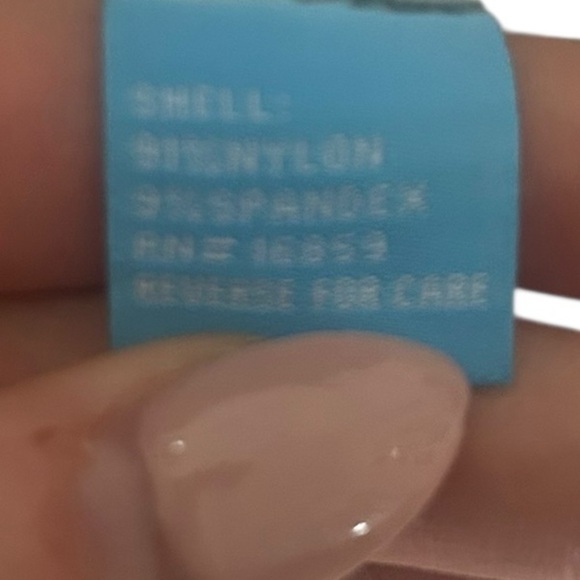 SHELL:
91%NYLON
9%SPANDEX
RN#
REVERSE FOR CARE